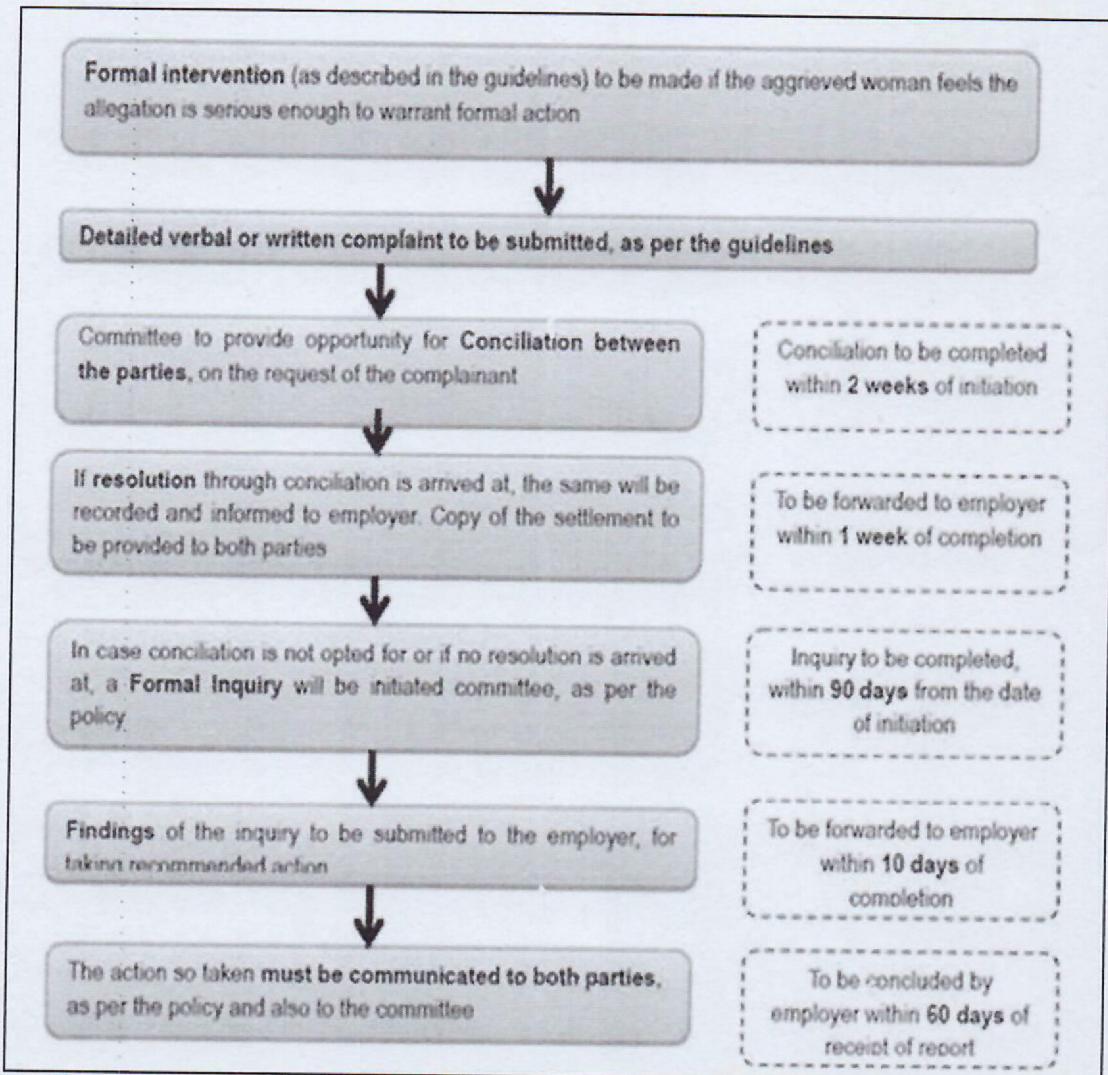 Formal intervention (as described in the guidelines) to be made if the aggrieved woman feels the
allegation is serious enough to warrant formal action
Detailed verbal or written complaint to be submitted, as per the guidelines
Committee to provide opportunity for Conciliation between
the parties, on the request of the complainant
Conciliation to be completed
within 2 weeks of initiation
If resolution through conciliation is arrived at, the same will be
recorded and informed to employer. Copy of the settlement to
be provided to both parties
To be forwarded to employer
within 1 week of completion
In case conciliation is not opted for or if no resolution is arrived
at, a Formal Inquiry will be initiated committee, as per the
policy.
Inquiry to be completed,
within 90 days from the date
of initiation
Findings of the inquiry to be submitted to the employer, for
taking recommended action
To be forwarded to employer
within 10 days of
completion
The action so taken must be communicated to both parties,
as per the policy and also to the committee
To be concluded by
employer within 60 days of
receipt of report